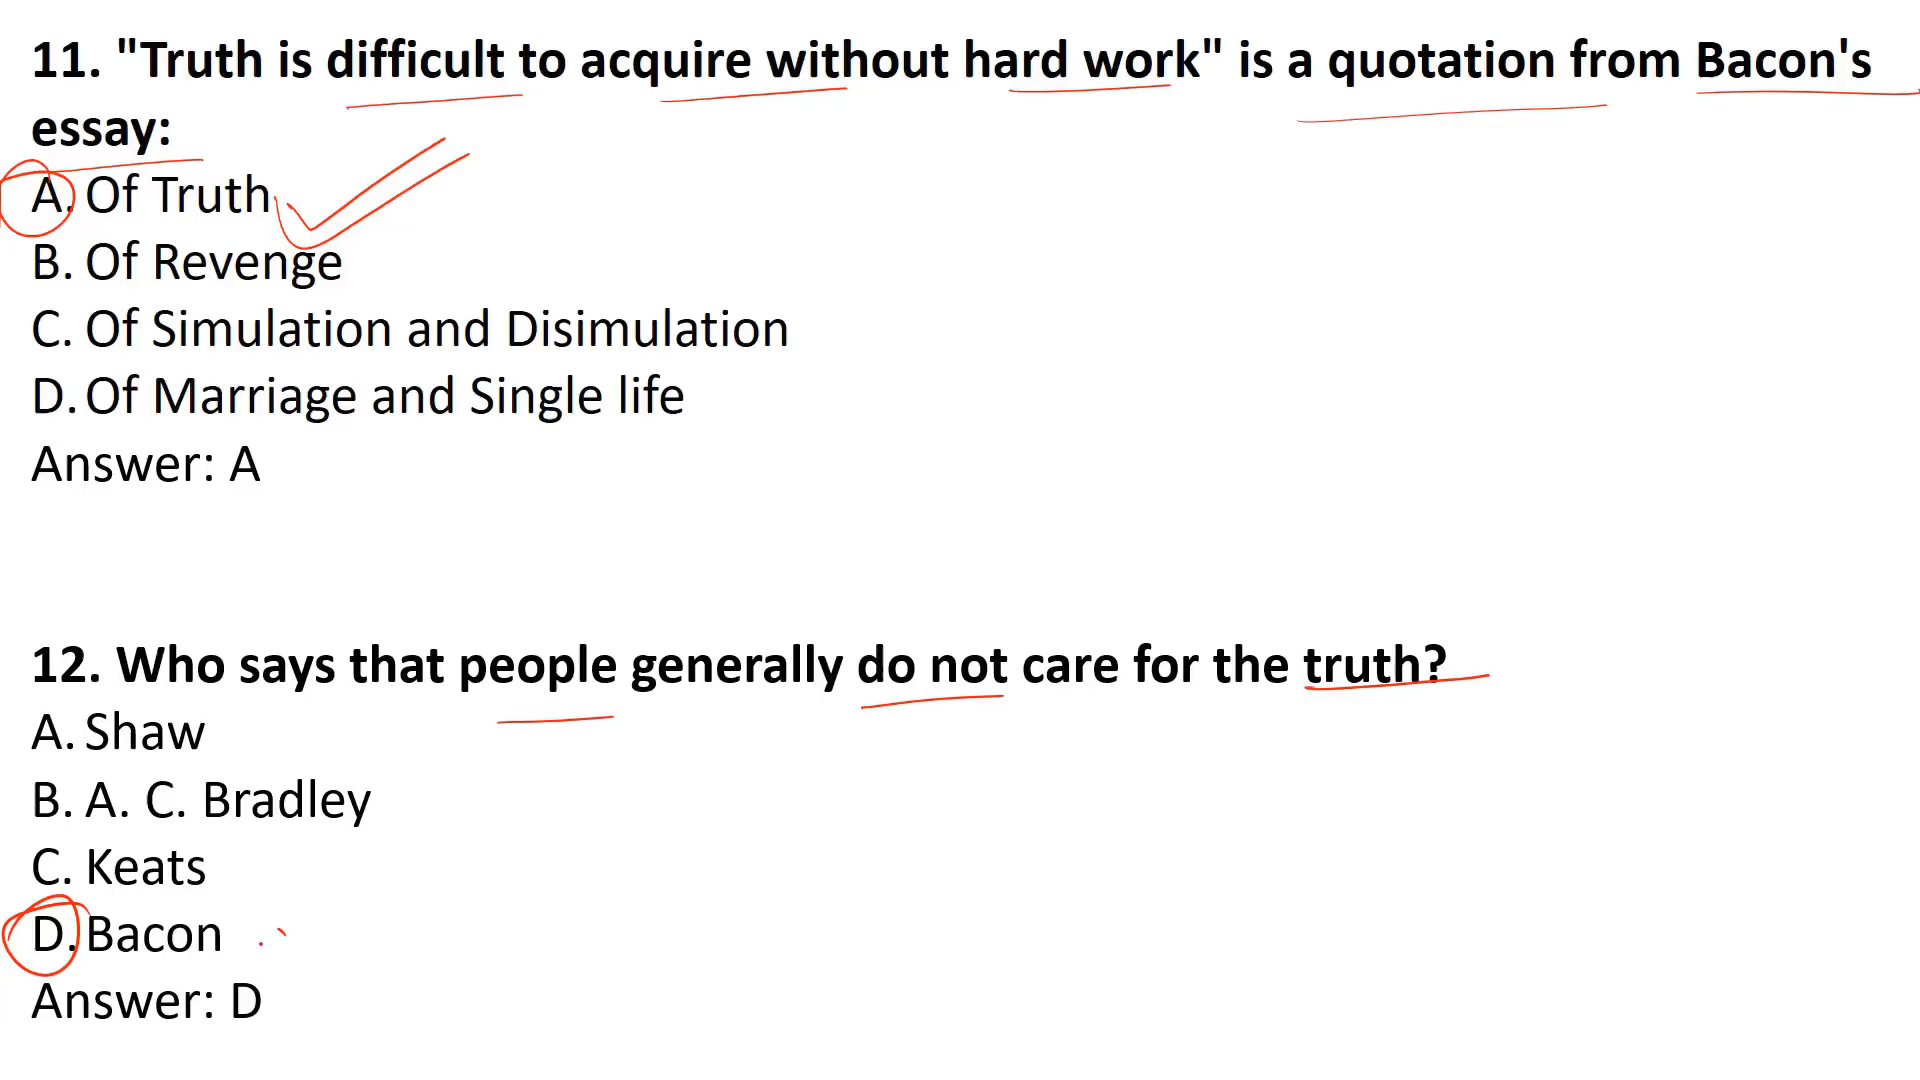 11. "Truth is difficult to acquire without hard work" is a quotation from Bacon's
essay:
A. Of Truth
B. Of Revenge
C. Of Simulation and Disimulation
D. Of Marriage and Single life
Answer: A
12. Who says that people generally do not care for the truth?
A. Shaw
B. A. C. Bradley
C. Keats
D. Bacon
Answer: D